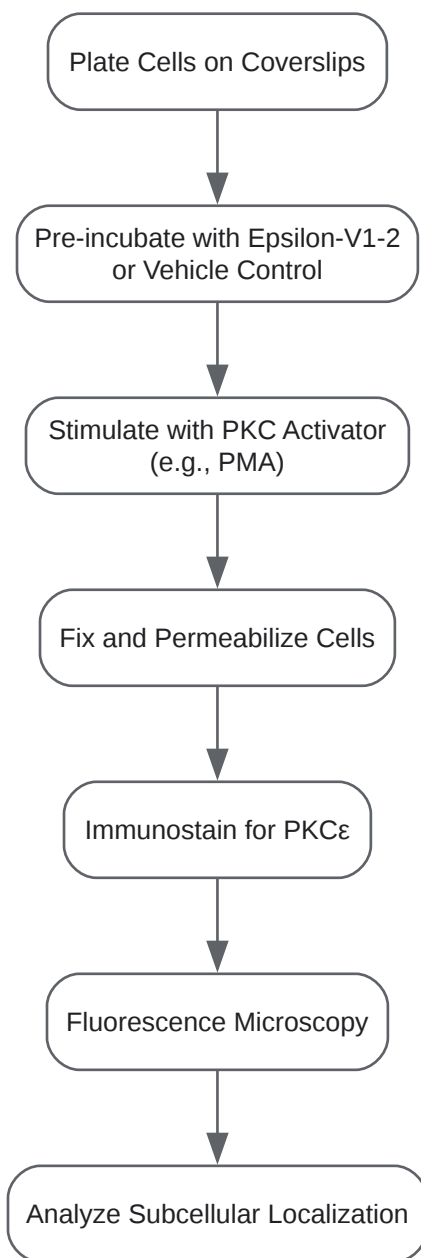 Plate Cells on Coverslips
Pre-incubate with Epsilon-V1-2
or Vehicle Control
Stimulate with PKC Activator
(e.g., PMA)
Fix and Permeabilize Cells
Immunostain for PKCε
Fluorescence Microscopy
Analyze Subcellular Localization